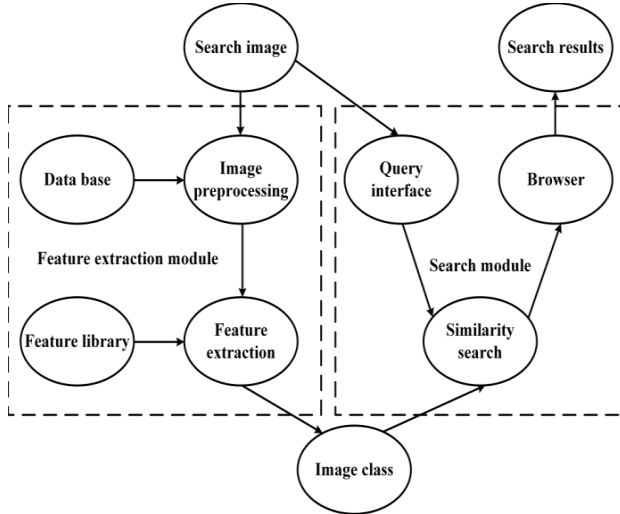 Search image
Search results
Data base
Image
preprocessing
Query
interface
Browser
Feature extraction module
Search module
Feature library
Feature
extraction
Similarity
search
Image class